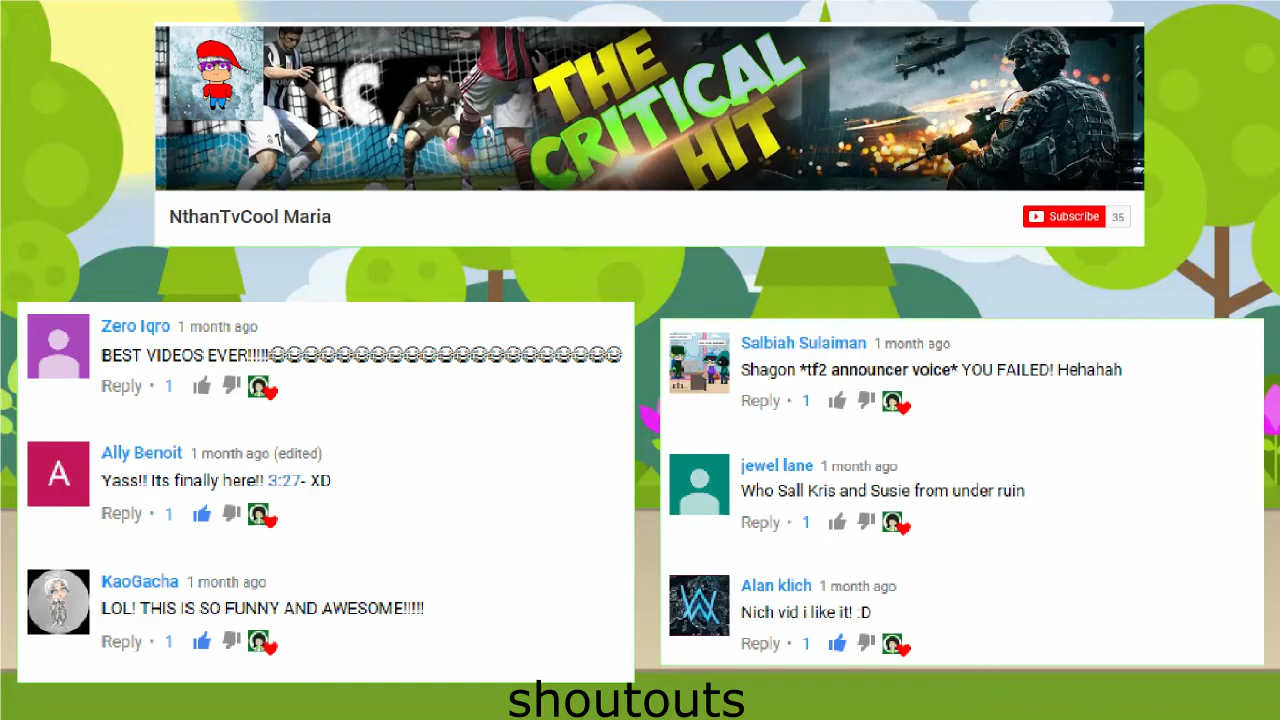 THE
CRITICAL
HIT
NthanTvCool Maria
Subscribe 35
Zero Iqro 1 month ago
BEST VIDEOS EVER!!!!!😂😂😂😂😂😂😂😂😂😂😂😂😂😂😂😂😂😂😂😂😂
Reply • 1
Ally Benoit 1 month ago (edited)
Yass!! Its finally here!! 3:27- XD
Reply • 1
KaoGacha 1 month ago
LOL! THIS IS SO FUNNY AND AWESOME!!!!!
Reply • 1
Salbiah Sulaiman 1 month ago
Shagon *tf2 announcer voice* YOU FAILED! Hehahah
Reply • 1
jewel lane 1 month ago
Who Sall Kris and Susie from under ruin
Reply • 1
Alan klich 1 month ago
Nich vid i like it! :D
Reply • 1
A
shoutouts